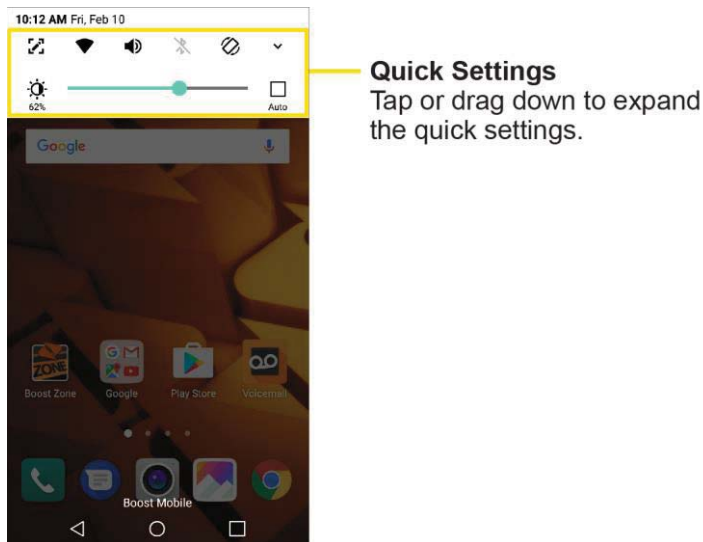 10:12 AM Fri, Feb 10
62%
Auto
Quick Settings
Tap or drag down to expand
the quick settings.
Google
ZONE
G M
Boost Zone Google Play Store Voicemail
Boost Mobile